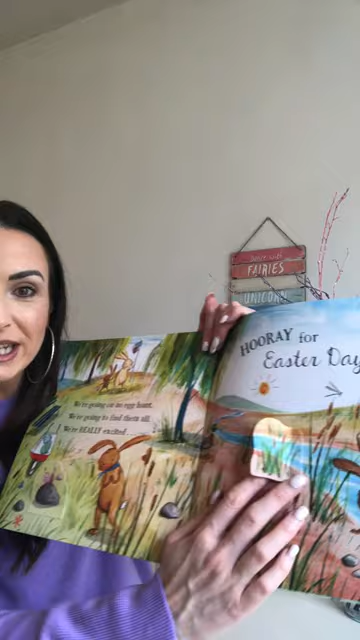 FAIRIES
UNICORN
We're going on an egg hunt.
We're going to find them all.
We're REALLY excited
HOORAY for
Easter Day